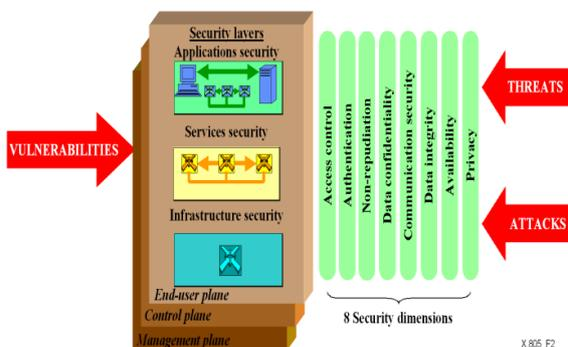 Security layers
Applications security
Services security
Infrastructure security
End-user plane
Control plane
Management plane
VULNERABILITIES
Access control
Authentication
Non-repudiation
Data confidentiality
Communication security
Data integrity
Availability
Privacy
8 Security dimensions
THREATS
ATTACKS
X.805_F2